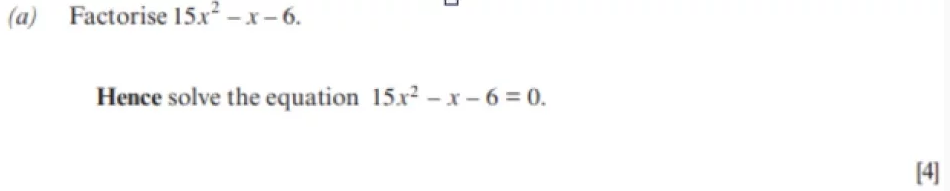 (a) Factorise 15x² – x – 6.
Hence solve the equation 15x² – x – 6 = 0.
[4]